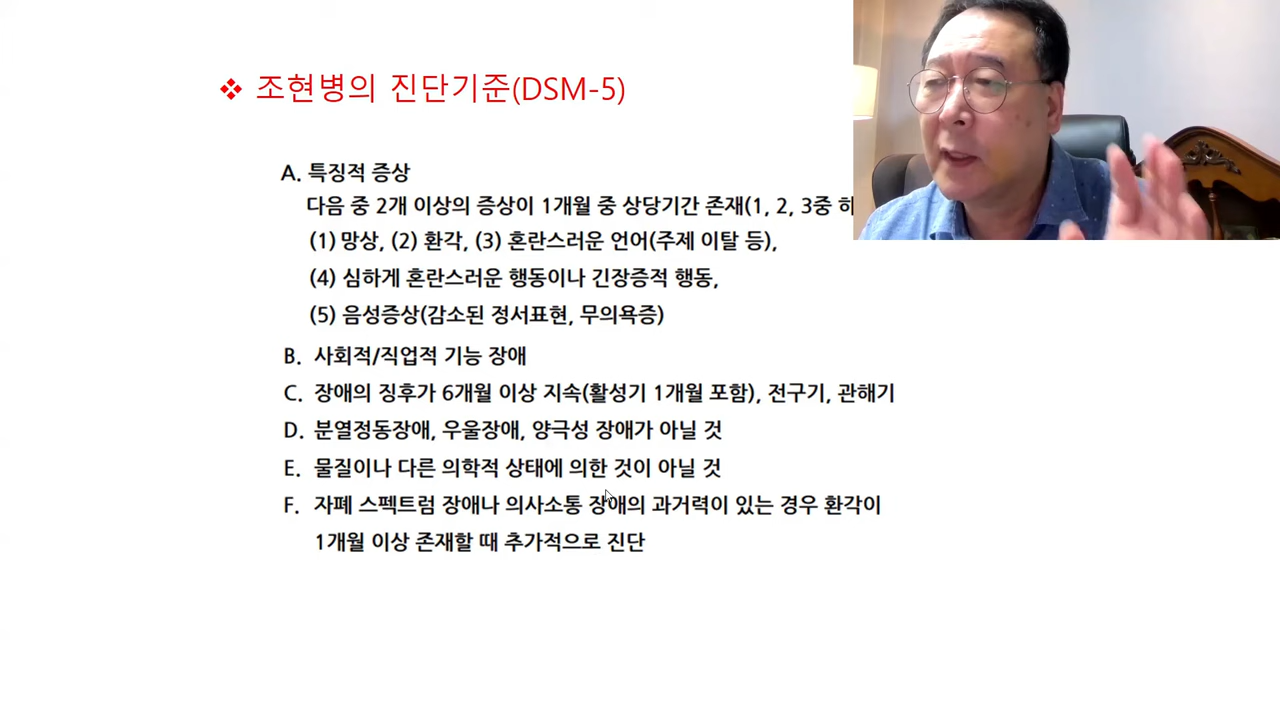 ❖ 조현병의 진단기준(DSM-5)
A. 특징적 증상
다음 중 2개 이상의 증상이 1개월 중 상당기간 존재(1, 2, 3중
(1) 망상, (2) 환각, (3) 혼란스러운 언어(주제 이탈 등),
(4) 심하게 혼란스러운 행동이나 긴장증적 행동,
(5) 음성증상(감소된 정서표현, 무의욕증)
B. 사회적/직업적 기능 장애
C. 장애의 징후가 6개월 이상 지속(활성기 1개월 포함), 전구기, 관해기
D. 분열정동장애, 우울장애, 양극성 장애가 아닐 것
E. 물질이나 다른 의학적 상태에 의한 것이 아닐 것
F. 자폐 스펙트럼 장애나 의사소통 장애의 과거력이 있는 경우 환각이
1개월 이상 존재할 때 추가적으로 진단